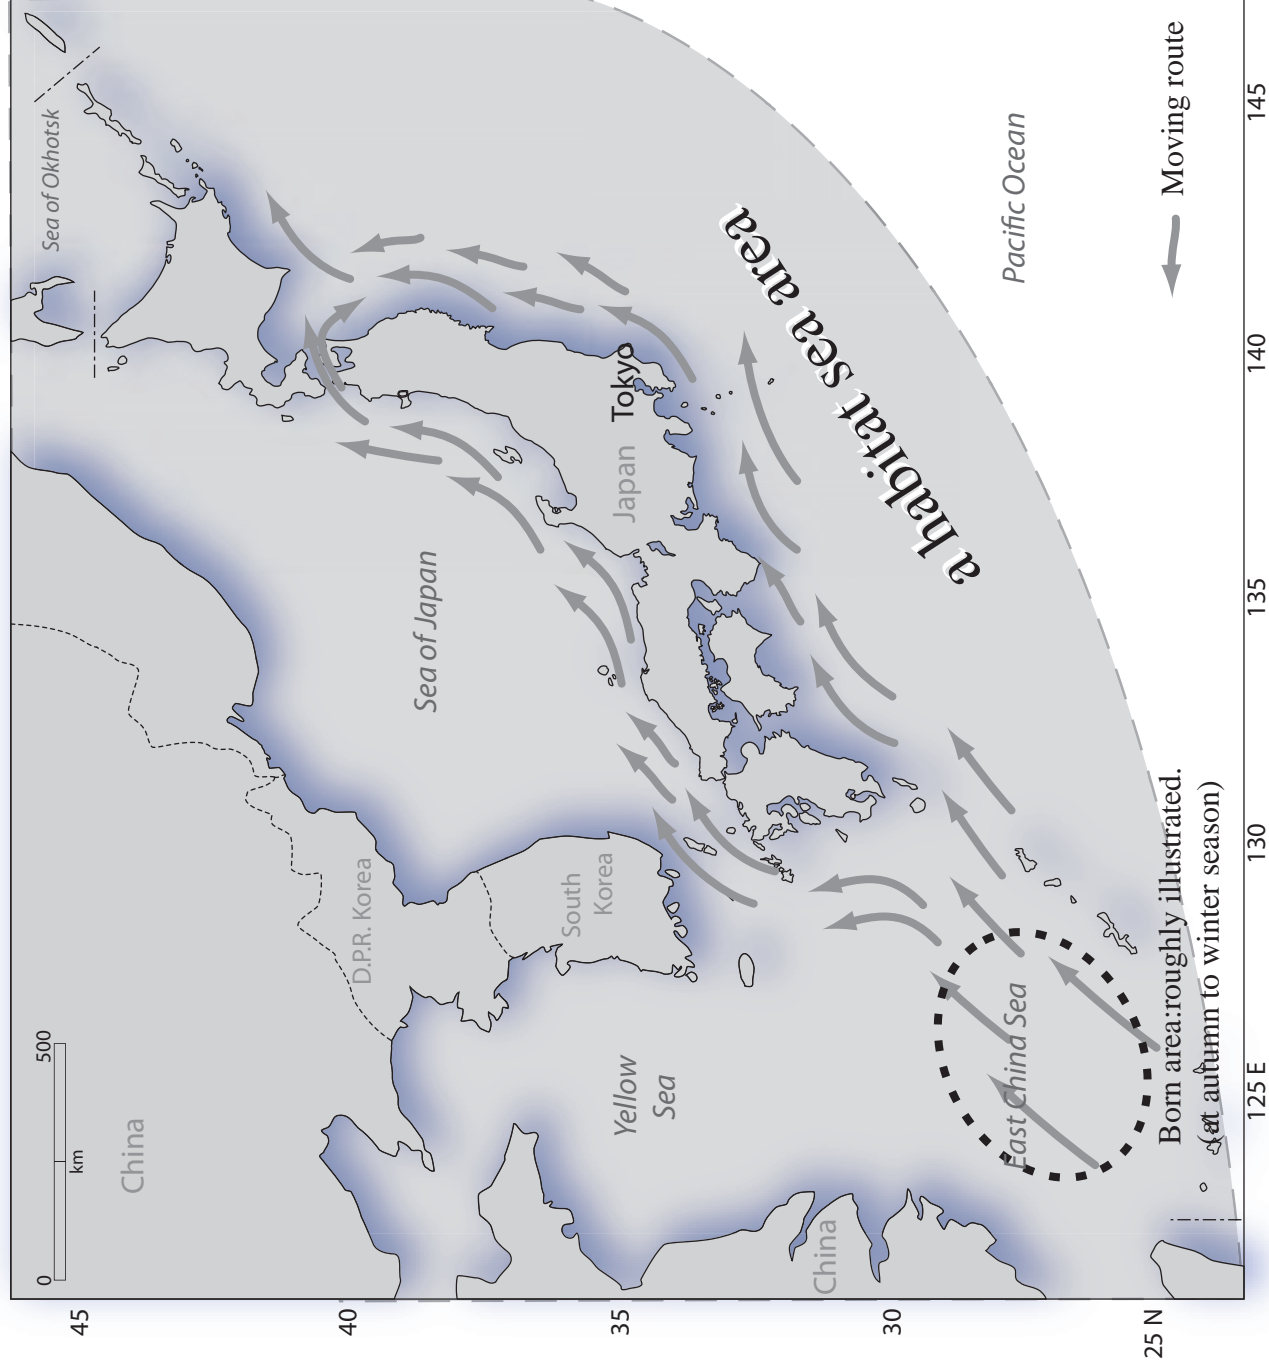 Sea of Okhotsk
Pacific Ocean
Moving route
a habitat sea area
Tokyo
Japan
Sea of Japan
D.P.R. Korea
South
Korea
Yellow
Sea
East China Sea
China
China
Born area:roughly illustrated.
(at autumn to winter season)
0
500
km
45
40
35
30
25 N
125 E
130
135
140
145